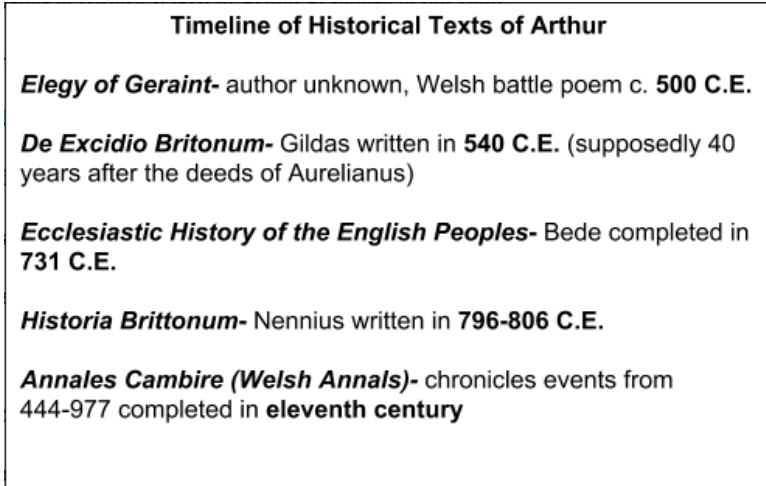 Timeline of Historical Texts of Arthur
Elegy of Geraint- author unknown, Welsh battle poem c. 500 C.E.
De Excidio Britonum- Gildas written in 540 C.E. (supposedly 40
years after the deeds of Aurelianus)
Ecclesiastic History of the English Peoples- Bede completed in
731 C.E.
Historia Brittonum- Nennius written in 796-806 C.E.
Annales Cambire (Welsh Annals)- chronicles events from
444-977 completed in eleventh century